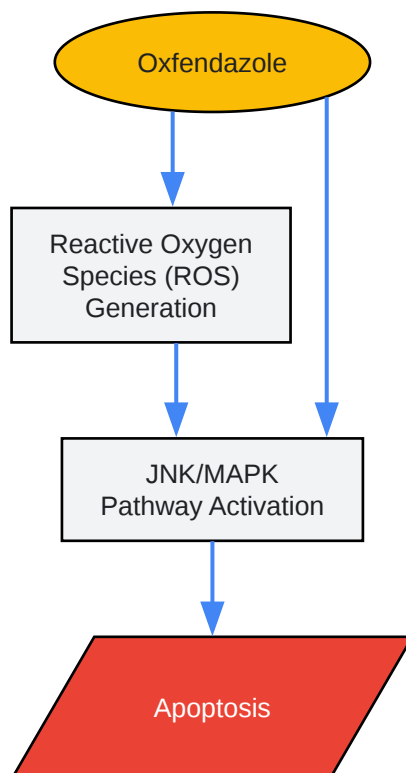 Oxfendazole
Reactive Oxygen
Species (ROS)
Generation
JNK/MAPK
Pathway Activation
Apoptosis